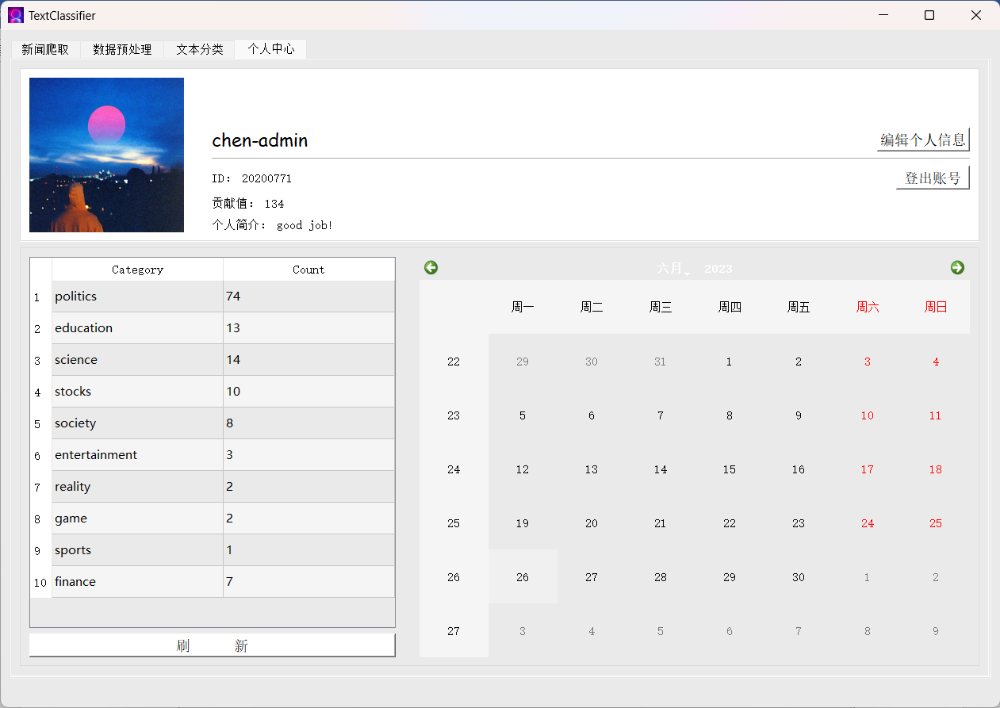 TextClassifier
新闻爬取 数据预处理 文本分类 个人中心
chen-admin 编辑个人信息
ID： 20200771 登出账号
贡献值： 134
个人简介： good job!
Category Count
1 politics 74
2 education 13
3 science 14
4 stocks 10
5 society 8
6 entertainment 3
7 reality 2
8 game 2
9 sports 1
10 finance 7
刷 新
六月 2023
周一 周二 周三 周四 周五 周六 周日
22 29 30 31 1 2 3 4
23 5 6 7 8 9 10 11
24 12 13 14 15 16 17 18
25 19 20 21 22 23 24 25
26 26 27 28 29 30 1 2
27 3 4 5 6 7 8 9